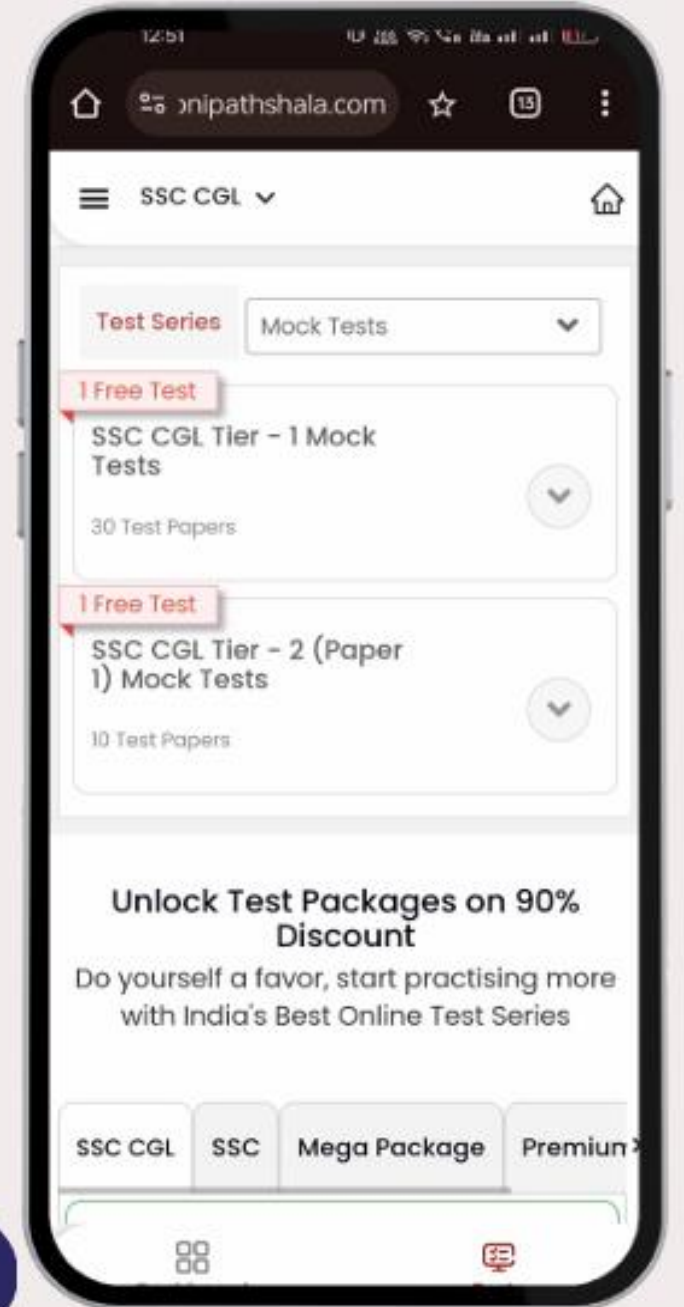 12:51
onipathshala.com
13
SSC CGL
Test Series
Mock Tests
1 Free Test
SSC CGL Tier - 1 Mock
Tests
30 Test Papers
1 Free Test
SSC CGL Tier - 2 (Paper
1) Mock Tests
10 Test Papers
Unlock Test Packages on 90%
Discount
Do yourself a favor, start practising more
with India's Best Online Test Series
SSC CGL
SSC
Mega Package
Premium